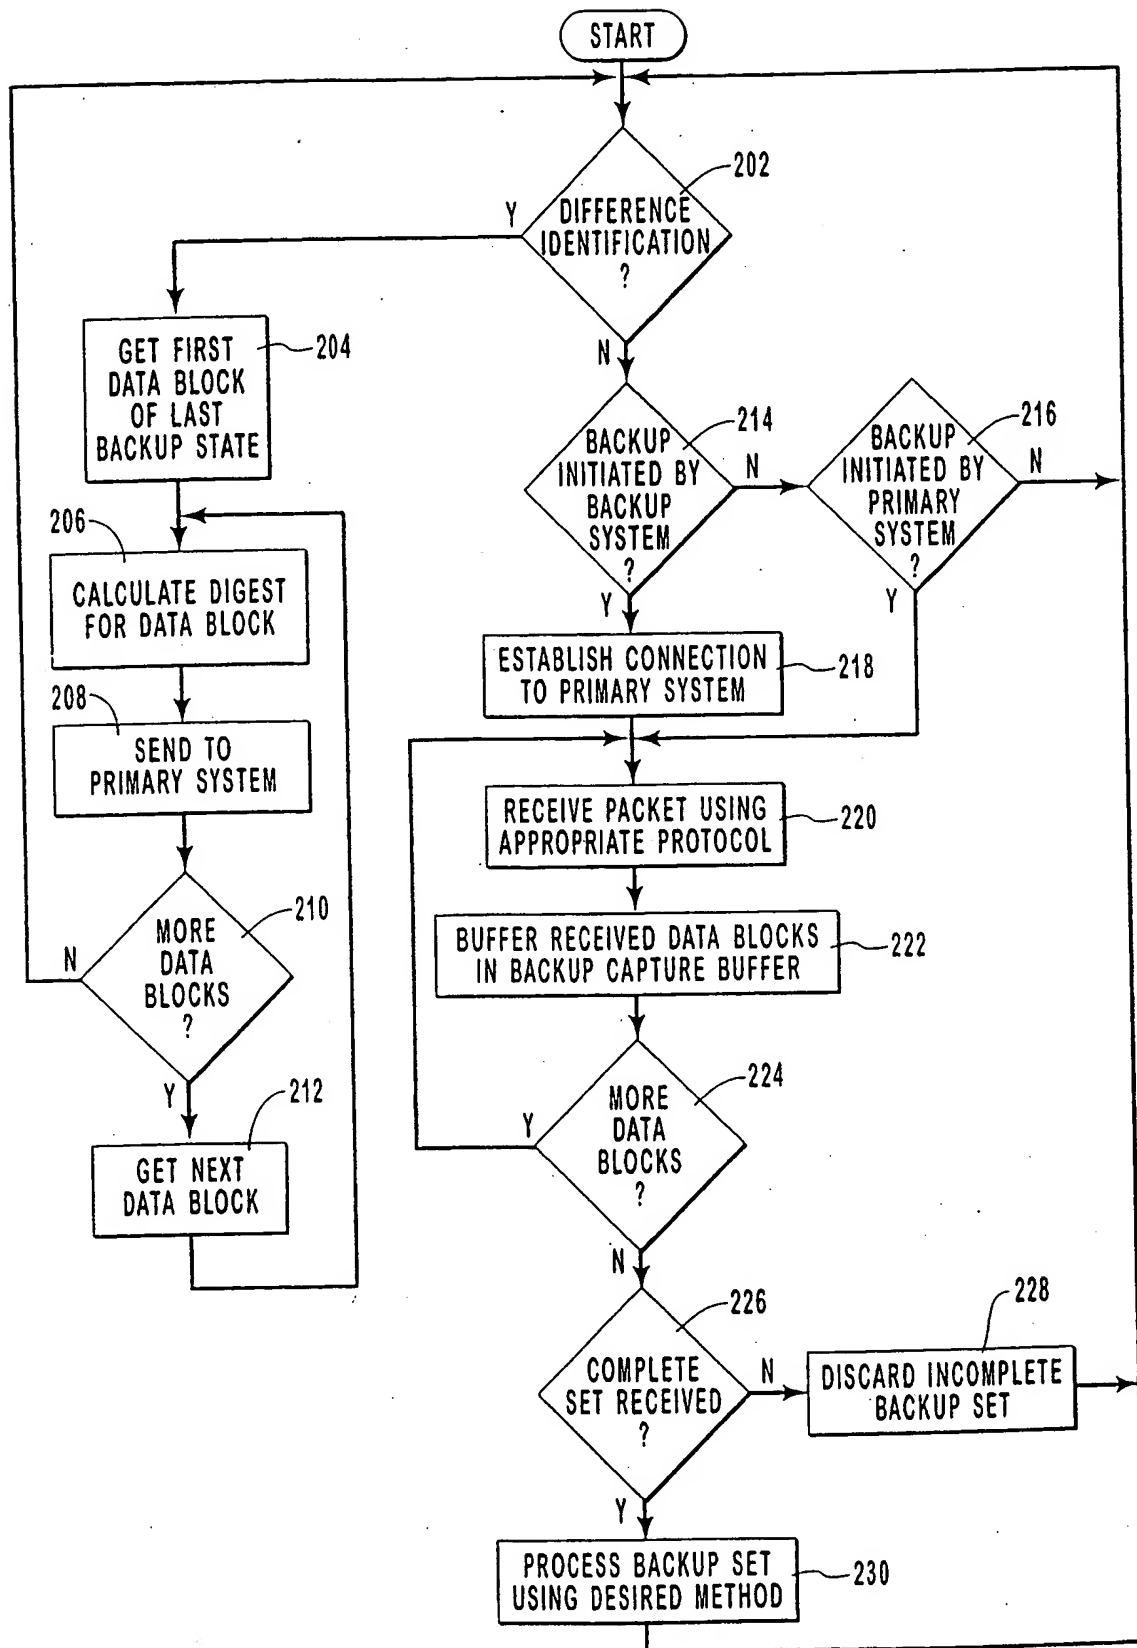 START
202
DIFFERENCE
IDENTIFICATION
?
Y
N
GET FIRST
DATA BLOCK
OF LAST
BACKUP STATE
204
206
CALCULATE DIGEST
FOR DATA BLOCK
208
SEND TO
PRIMARY SYSTEM
210
MORE
DATA
BLOCKS
?
N
Y
212
GET NEXT
DATA BLOCK
214
BACKUP
INITIATED BY
BACKUP
SYSTEM
?
N
Y
216
BACKUP
INITIATED BY
PRIMARY
SYSTEM
?
N
Y
ESTABLISH CONNECTION
TO PRIMARY SYSTEM
218
RECEIVE PACKET USING
APPROPRIATE PROTOCOL
220
BUFFER RECEIVED DATA BLOCKS
IN BACKUP CAPTURE BUFFER
222
224
MORE
DATA
BLOCKS
?
Y
N
226
COMPLETE
SET RECEIVED
?
N
Y
228
DISCARD INCOMPLETE
BACKUP SET
PROCESS BACKUP SET
USING DESIRED METHOD
230